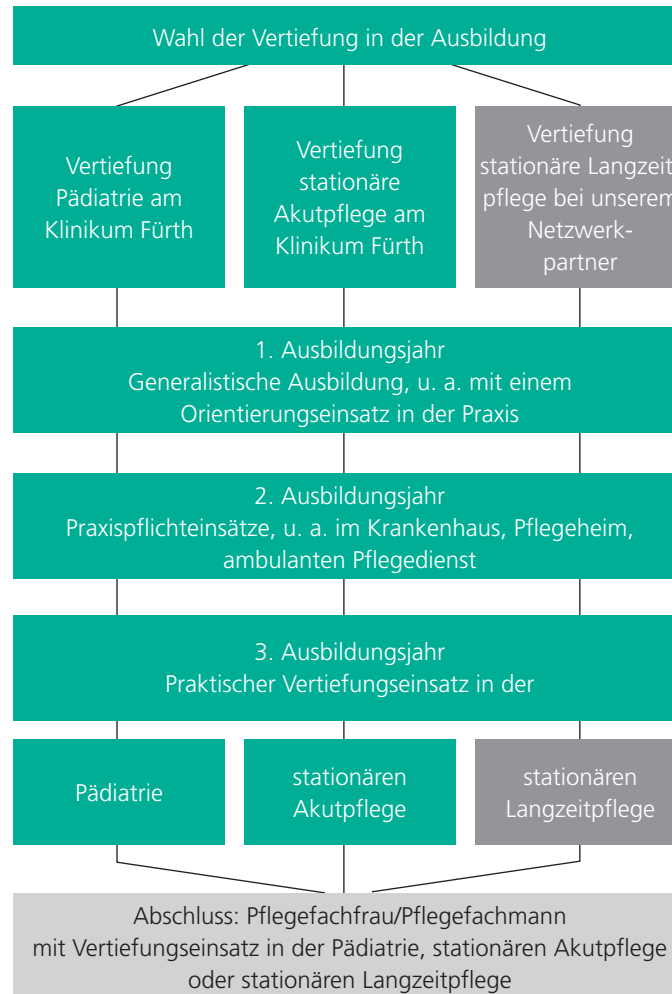 Wahl der Vertiefung in der Ausbildung
Vertiefung
Pädiatrie am
Klinikum Fürth
Vertiefung
stationäre
Akutpflege am
Klinikum Fürth
Vertiefung
stationäre Langzeit
pflege bei unserem
Netzwerk-
partner
1. Ausbildungsjahr
Generalistische Ausbildung, u. a. mit einem
Orientierungseinsatz in der Praxis
2. Ausbildungsjahr
Praxispflichteinsätze, u. a. im Krankenhaus, Pflegeheim,
ambulanten Pflegedienst
3. Ausbildungsjahr
Praktischer Vertiefungseinsatz in der
Pädiatrie
stationären
Akutpflege
stationären
Langzeitpflege
Abschluss: Pflegefachfrau/Pflegefachmann
mit Vertiefungseinsatz in der Pädiatrie, stationären Akutpflege
oder stationären Langzeitpflege